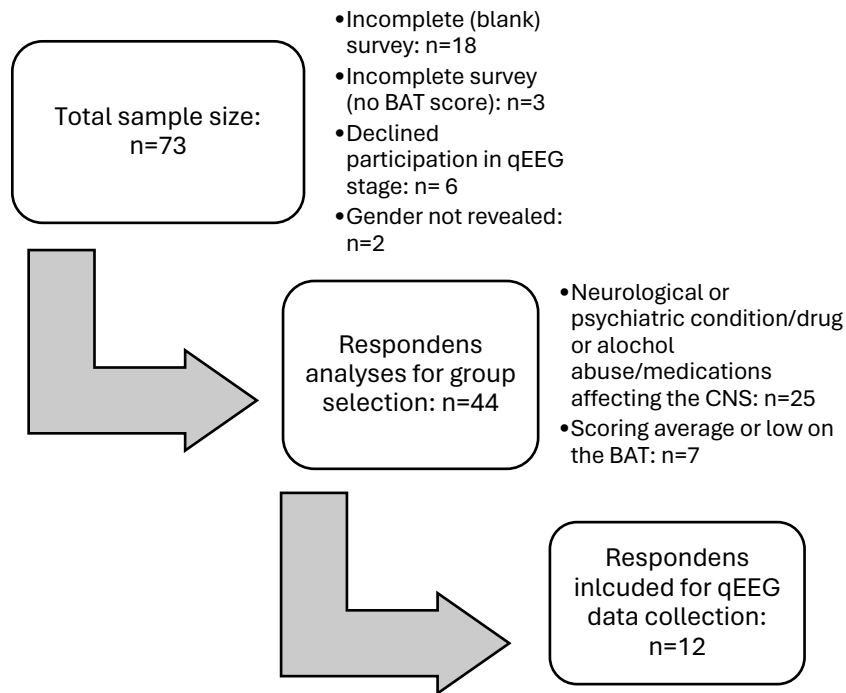 Total sample size:
n=73
•Incomplete (blank)
survey: n=18
•Incomplete survey
(no BAT score): n=3
•Declined
participation in qEEG
stage: n= 6
•Gender not revealed:
n=2
Respondens
analyses for group
selection: n=44
•Neurological or
psychiatric condition/drug
or alochol
abuse/medications
affecting the CNS: n=25
•Scoring average or low on
the BAT: n=7
Respondens
inlcuded for qEEG
data collection:
n=12